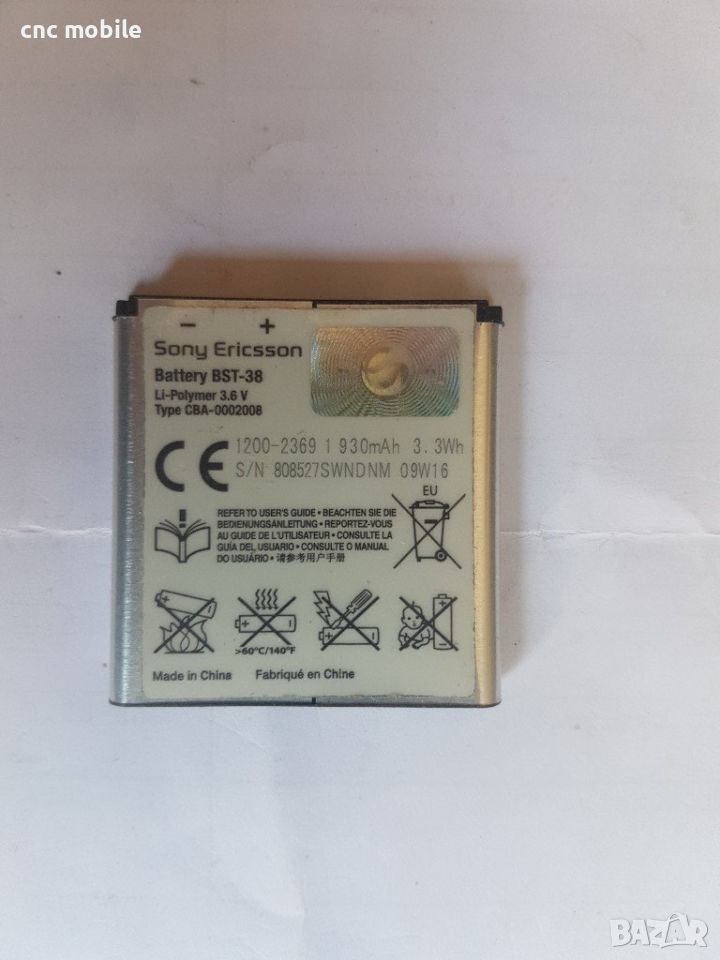 cnc mobile
− +
Sony Ericsson
Battery BST-38
Li-Polymer 3.6 V
Type CBA-0002008
CE
1200-2369 1 930mAh 3.3Wh
S/N 808527SWNDNM 09W16
EU
REFER TO USER'S GUIDE • BEACHTEN SIE DIE
BEDIENUNGSANLEITUNG • REPORTEZ-VOUS
AU GUIDE DE L'UTILISATEUR • CONSULTE LA
GUÍA DEL USUARIO • CONSULTE O MANUAL
DO USUÁRIO • 请参考用户手册
>60°C/140°F
Made in China Fabriqué en Chine
BAZAR